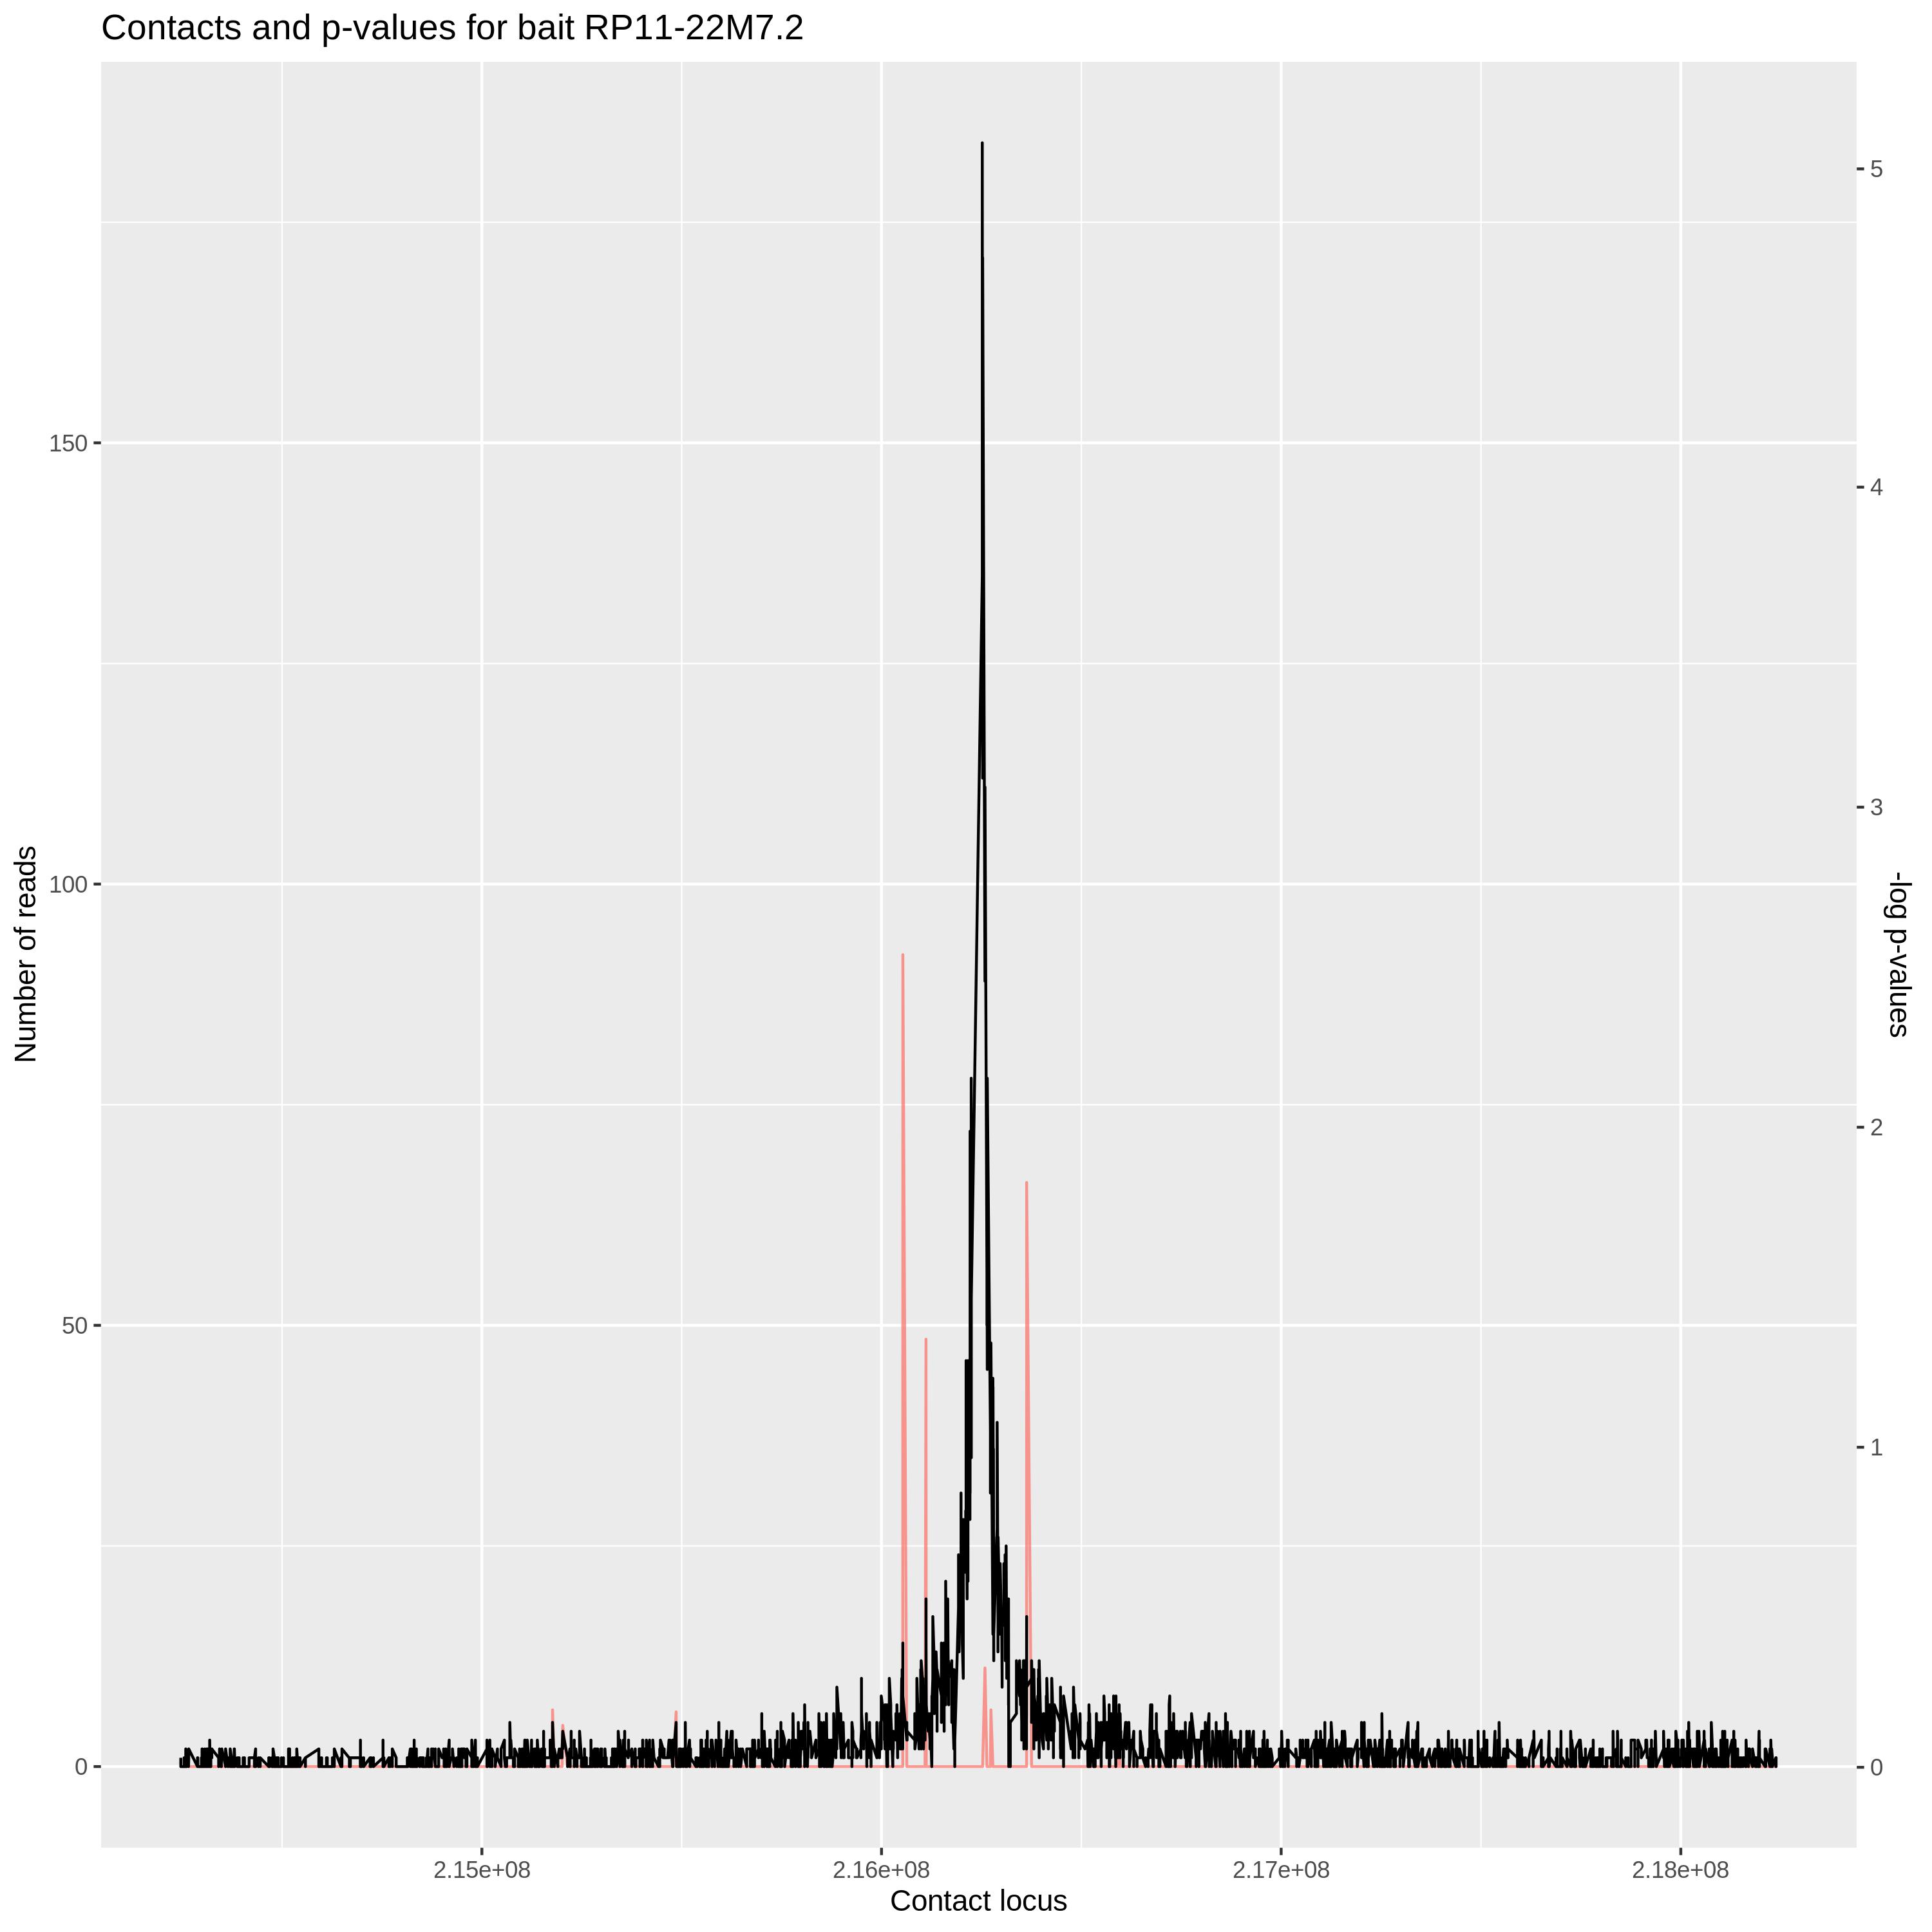 Contacts and p-values for bait RP11-22M7.2
Number of reads
150
100
50
0
5
4
3
2
1
0
-log p-values
2.15e+08
2.16e+08
2.17e+08
2.18e+08
Contact locus